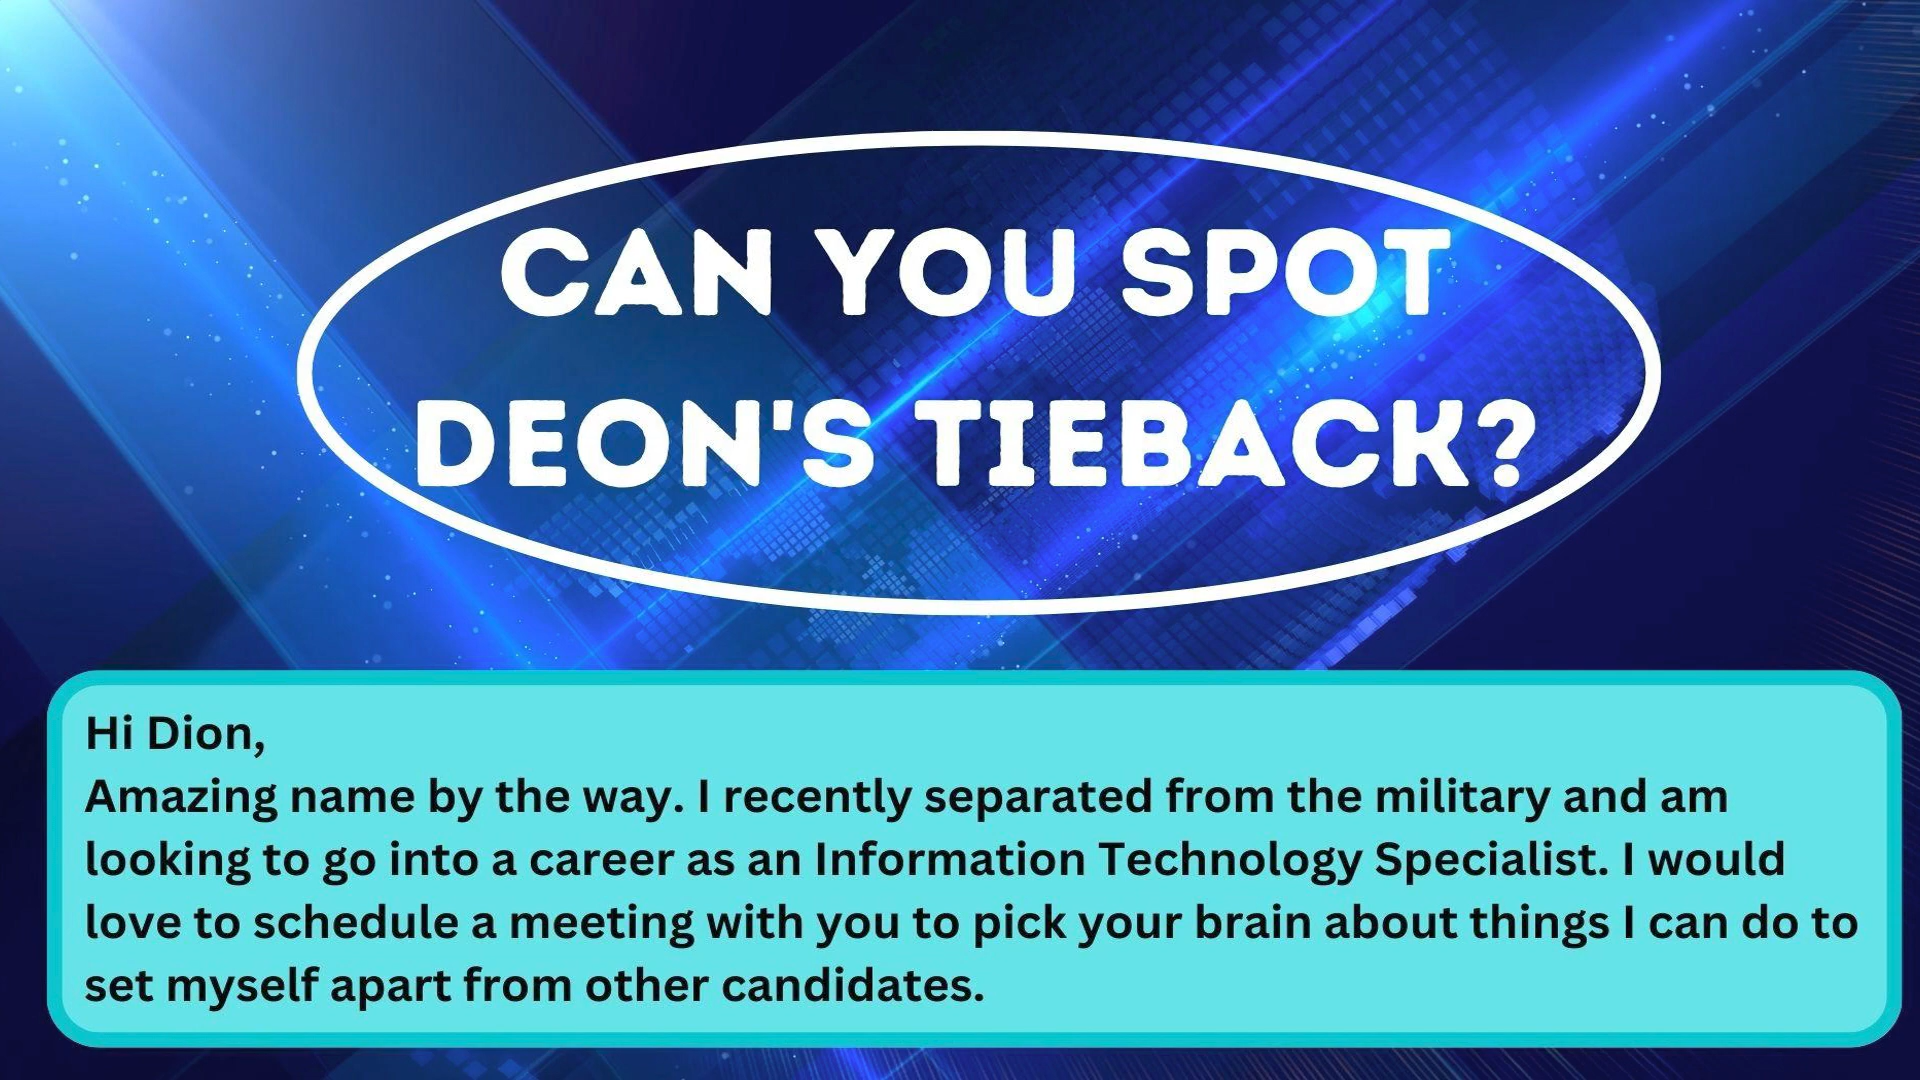 CAN YOU SPOT
DEON'S TIEBACK?
Hi Dion,
Amazing name by the way. I recently separated from the military and am
looking to go into a career as an Information Technology Specialist. I would
love to schedule a meeting with you to pick your brain about things I can do to
set myself apart from other candidates.